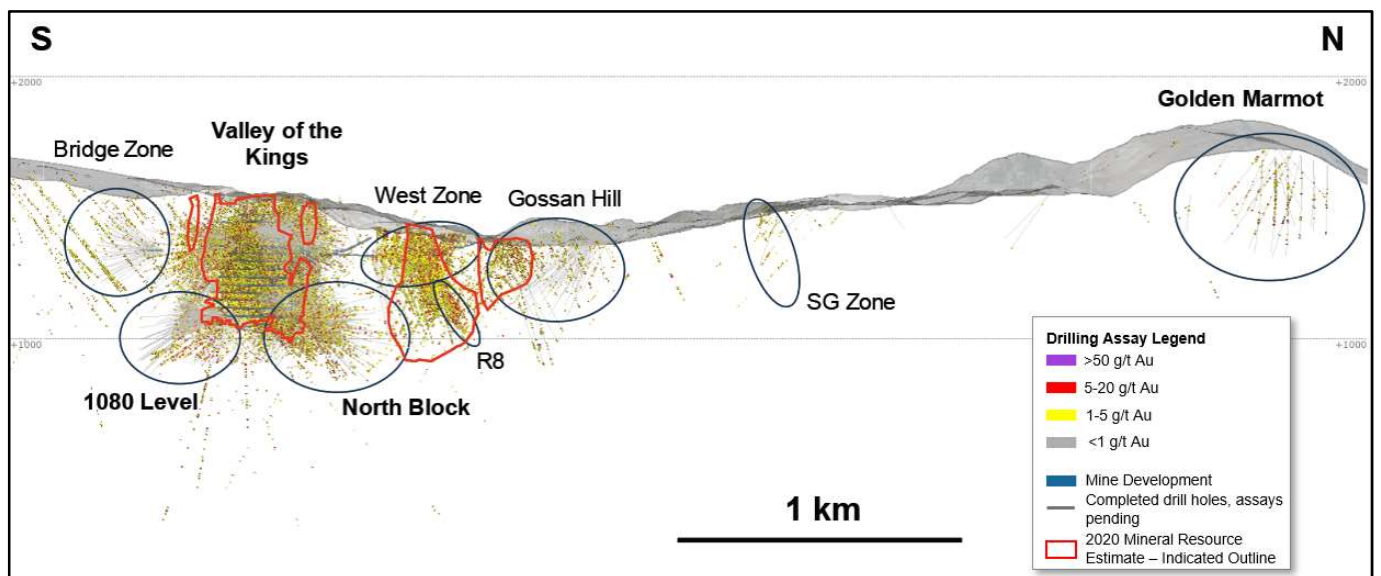 S
N
+2000
+2000
Golden Marmot
Valley of the
Kings
Bridge Zone
West Zone
Gossan Hill
SG Zone
+1000
+1000
R8
1080 Level
North Block
1 km
Drilling Assay Legend
>50 g/t Au
5-20 g/t Au
1-5 g/t Au
<1 g/t Au
Mine Development
Completed drill holes, assays
pending
2020 Mineral Resource
Estimate – Indicated Outline